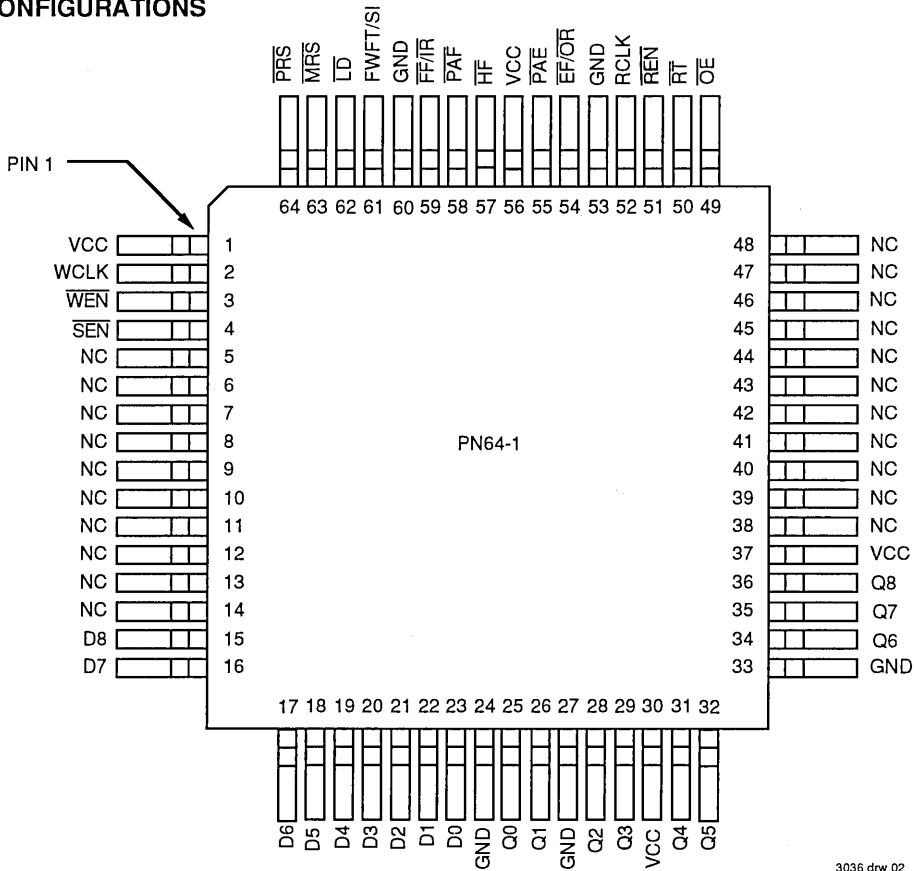 ONFIGURATIONS
PRS MRS LD FWFT/SI GND FF/IR PAF HF VCC PAE EF/OR GND RCLK REN RT OE
PIN 1
64 63 62 61 60 59 58 57 56 55 54 53 52 51 50 49
VCC 1 48 NC
WCLK 2 47 NC
WEN 3 46 NC
SEN 4 45 NC
NC 5 44 NC
NC 6 43 NC
NC 7 42 NC
NC 8 41 NC
PN64-1
NC 9 40 NC
NC 10 39 NC
NC 11 38 NC
NC 12 37 VCC
NC 13 36 Q8
NC 14 35 Q7
D8 15 34 Q6
D7 16 33 GND
17 18 19 20 21 22 23 24 25 26 27 28 29 30 31 32
D6 D5 D4 D3 D2 D1 D0 GND Q0 Q1 GND Q2 Q3 VCC Q4 Q5
3036 drw 02